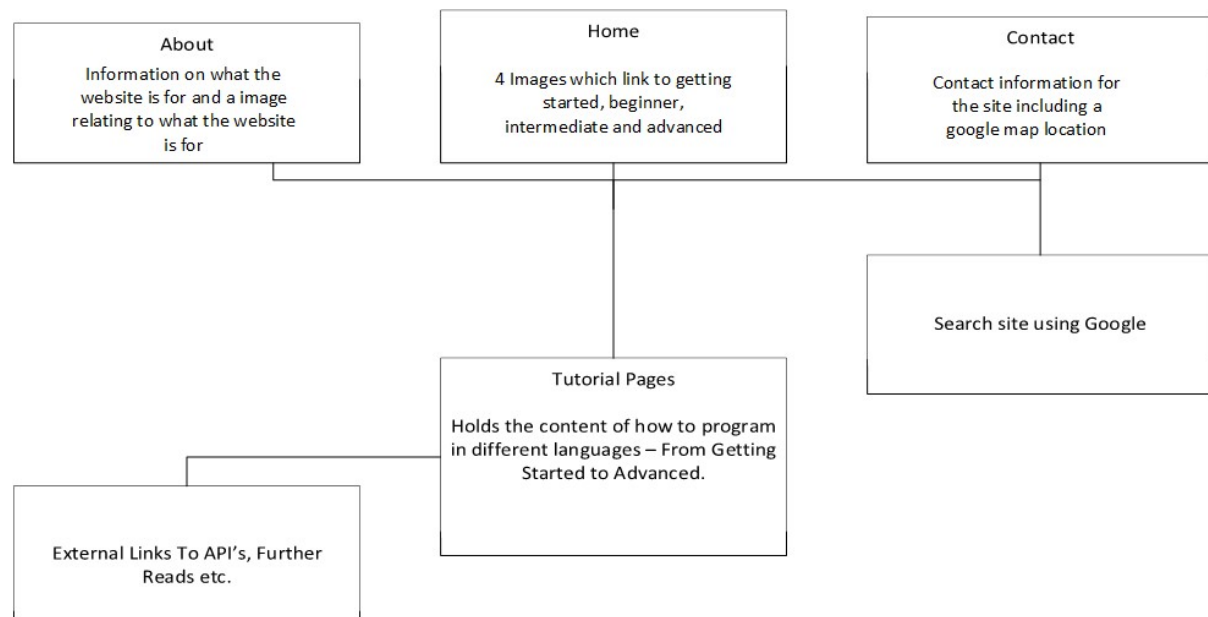 About
Information on what the
website is for and a image
relating to what the website
is for
Home
4 Images which link to getting
started, beginner,
intermediate and advanced
Contact
Contact information for
the site including a
google map location
Search site using Google
Tutorial Pages
Holds the content of how to program
in different languages – From Getting
Started to Advanced.
External Links To API's, Further
Reads etc.